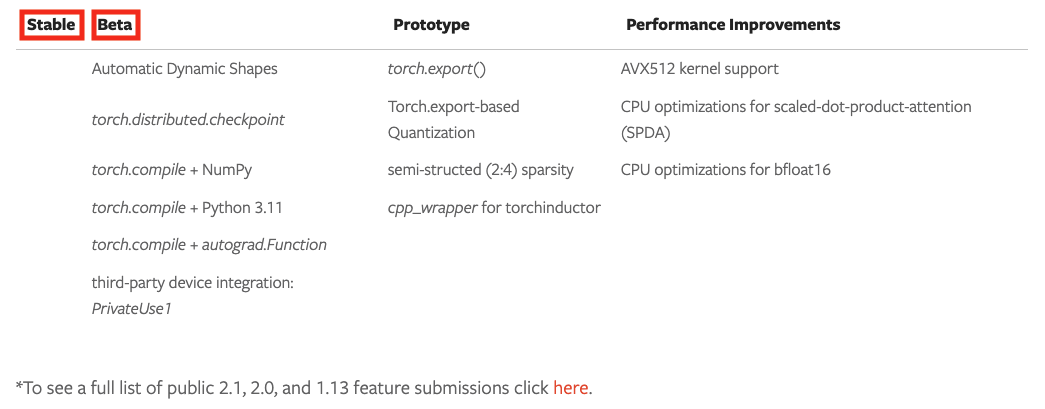 Stable Beta Prototype Performance Improvements
Automatic Dynamic Shapes torch.export() AVX512 kernel support
torch.distributed.checkpoint Torch.export-based CPU optimizations for scaled-dot-product-attention
Quantization (SPDA)
torch.compile + NumPy semi-structed (2:4) sparsity CPU optimizations for bfloat16
torch.compile + Python 3.11 cpp_wrapper for torchinductor
torch.compile + autograd.Function
third-party device integration:
PrivateUse1
*To see a full list of public 2.1, 2.0, and 1.13 feature submissions click here.